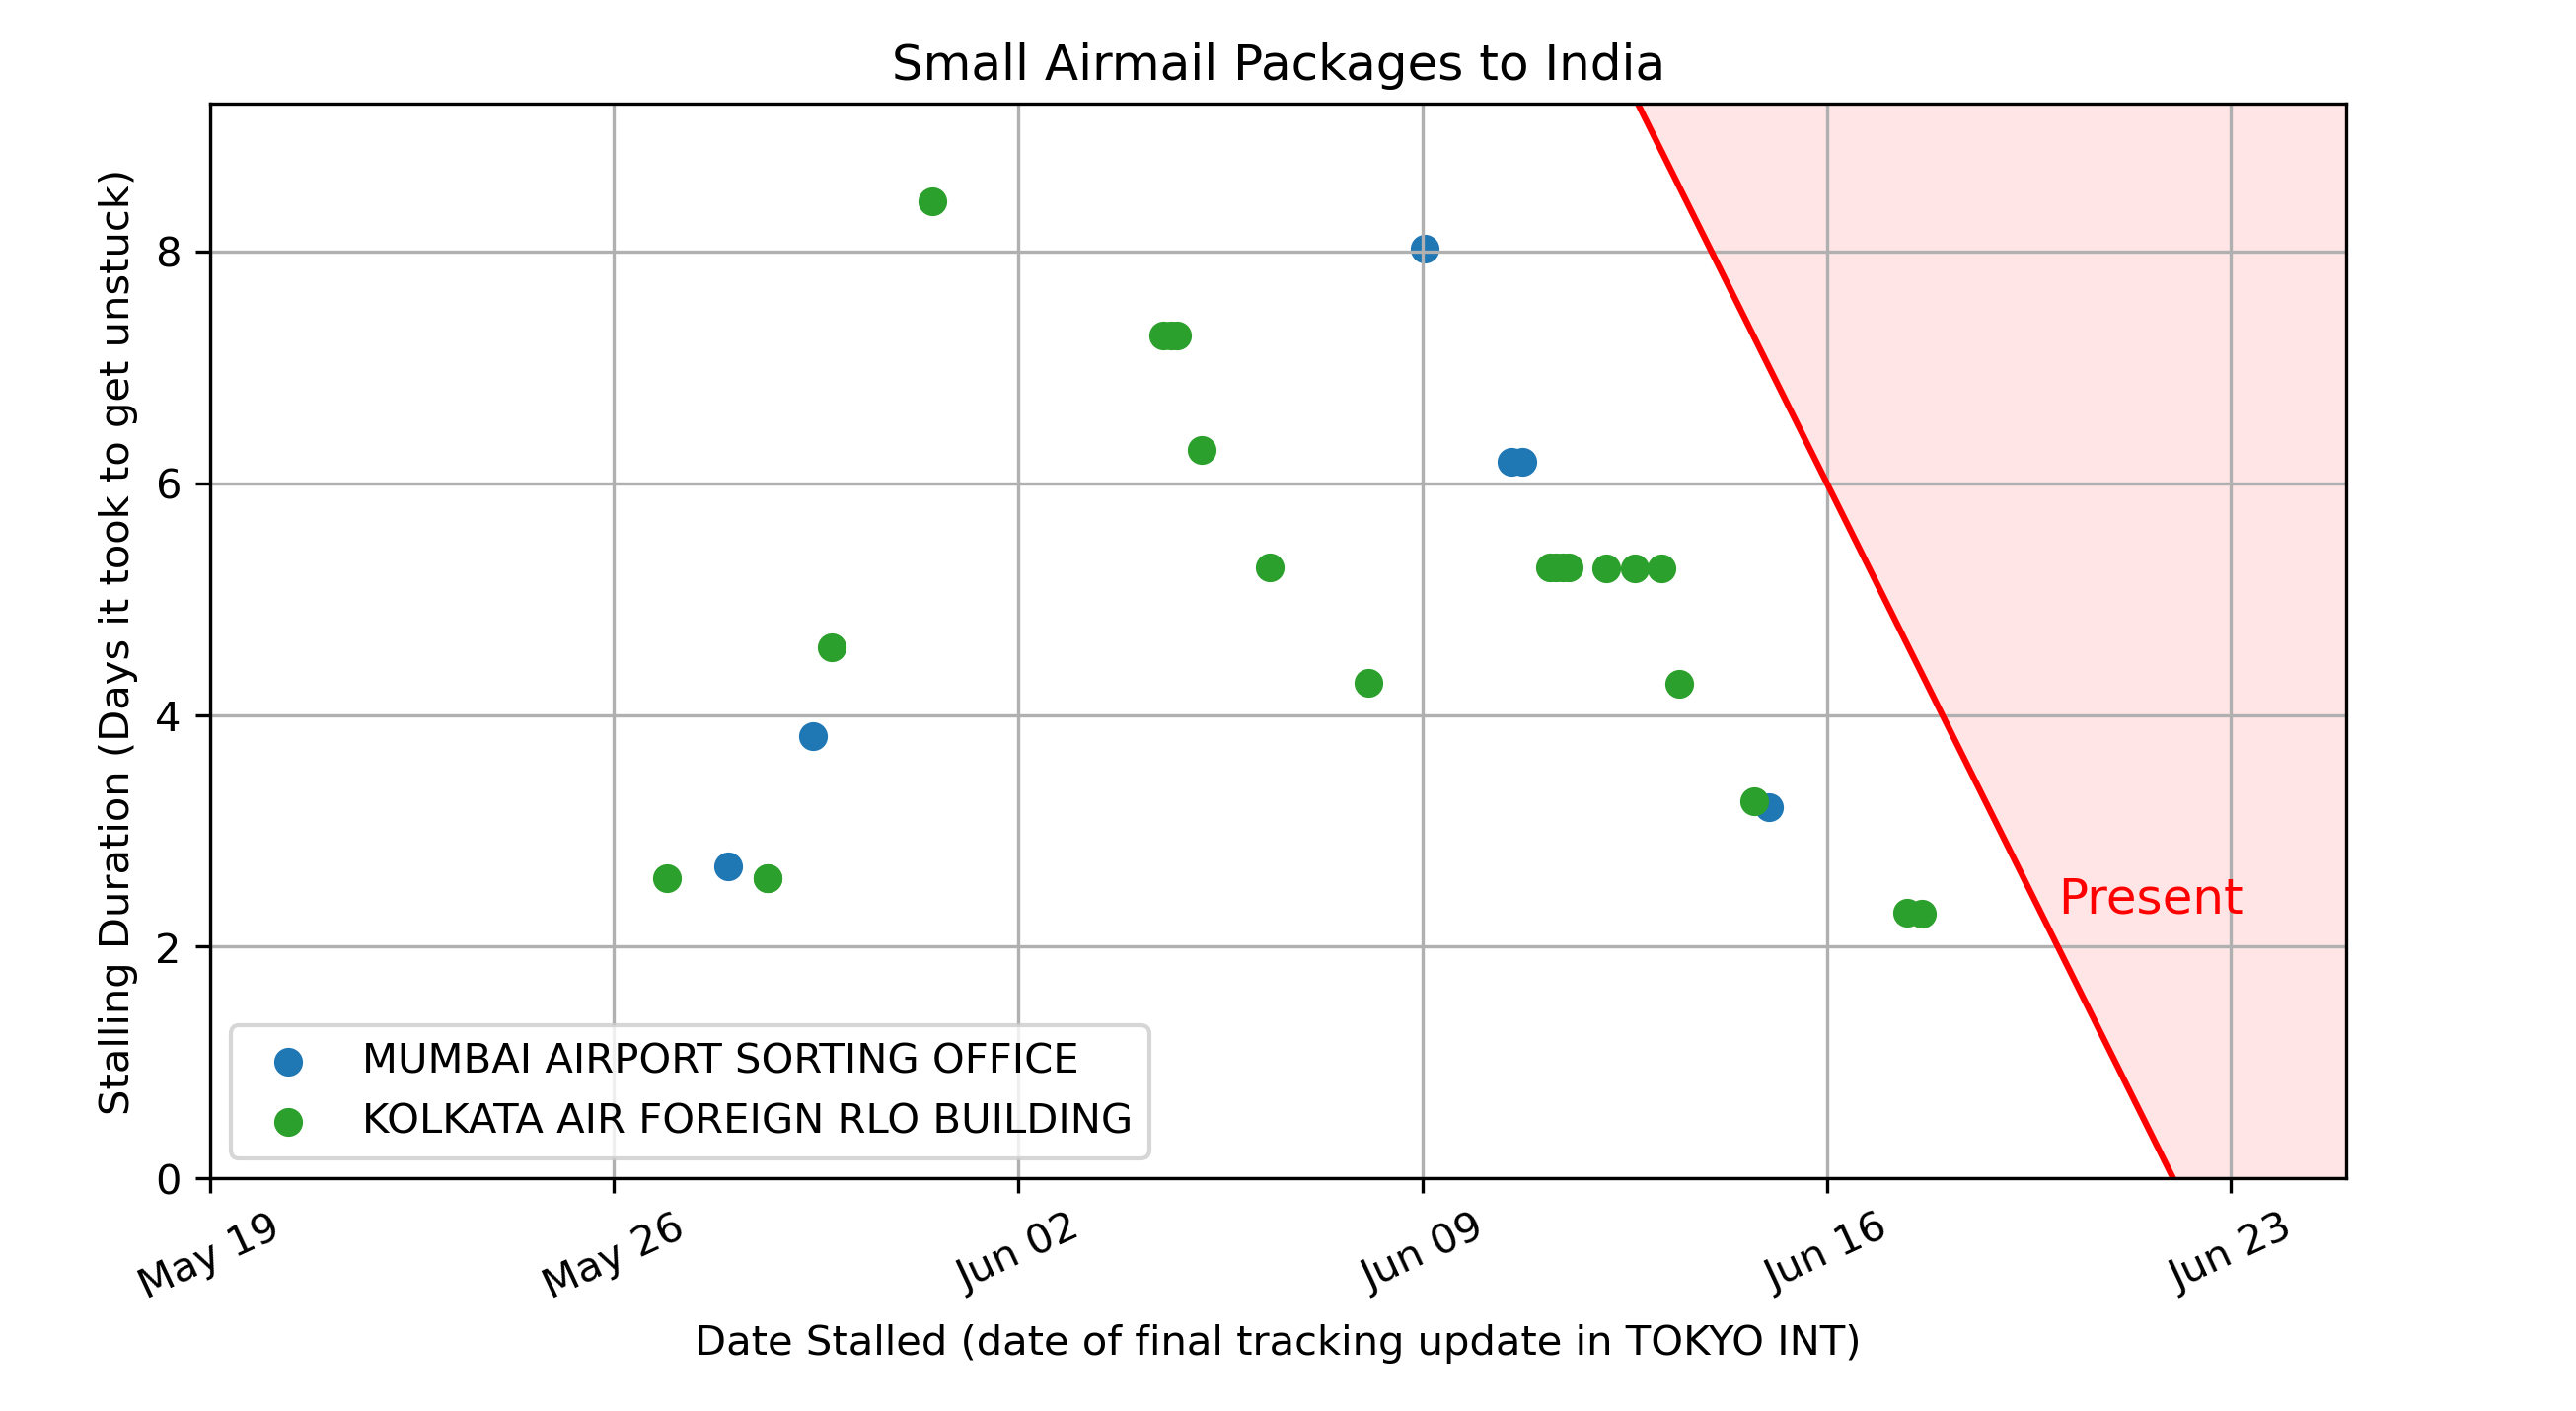 Small Airmail Packages to India
Stalling Duration (Days it took to get unstuck)
8
6
4
2
0
Present
MUMBAI AIRPORT SORTING OFFICE
KOLKATA AIR FOREIGN RLO BUILDING
May 19
May 26
Jun 02
Jun 09
Jun 16
Jun 23
Date Stalled (date of final tracking update in TOKYO INT)